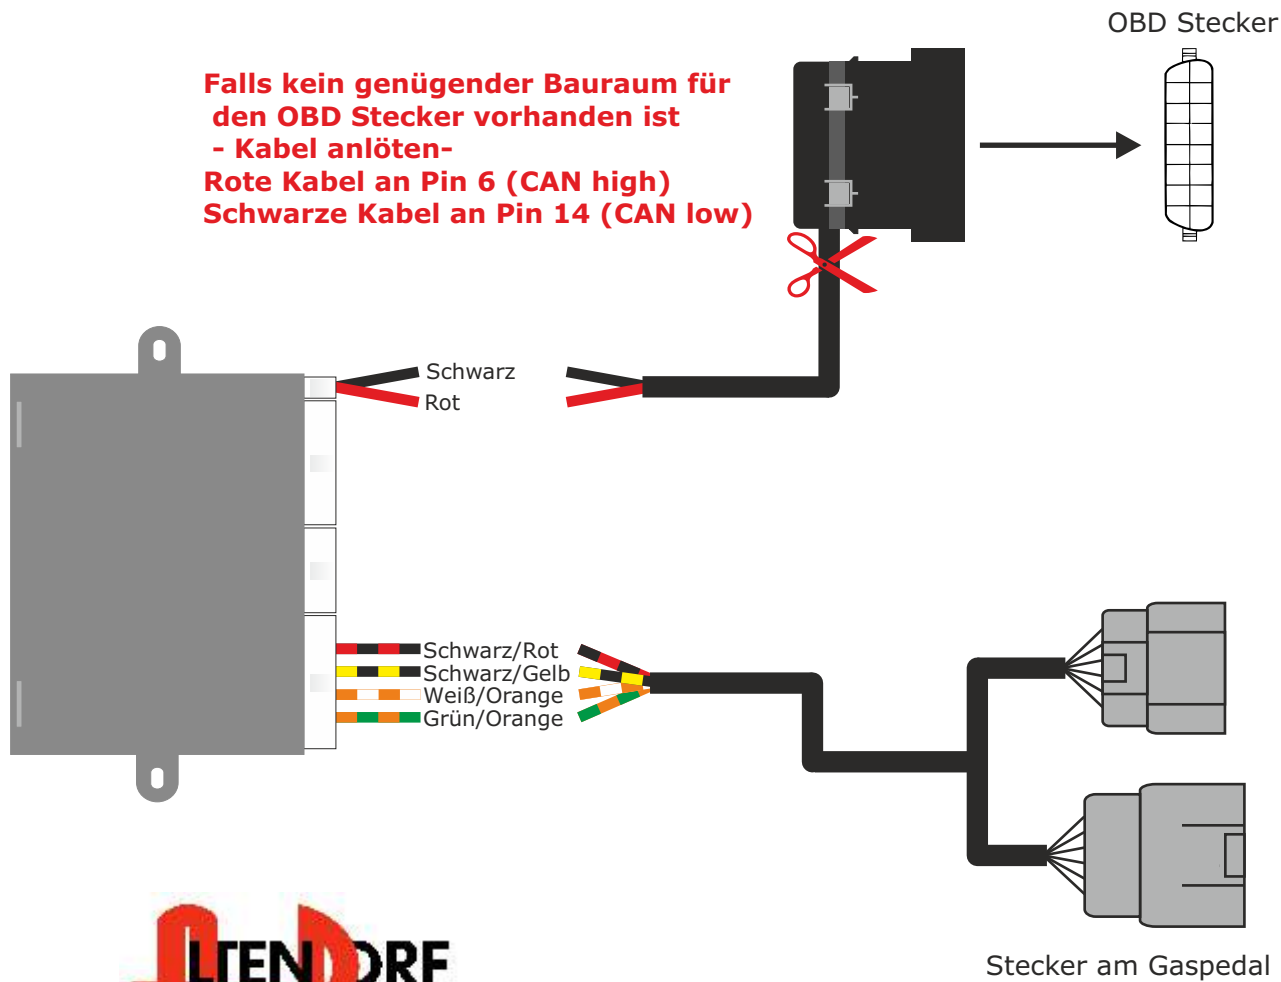 OBD Stecker
Falls kein genügender Bauraum für
den OBD Stecker vorhanden ist
- Kabel anlöten-
Rote Kabel an Pin 6 (CAN high)
Schwarze Kabel an Pin 14 (CAN low)
Schwarz
Rot
Schwarz/Rot
Schwarz/Gelb
Weiß/Orange
Grün/Orange
ALTENDORF
Stecker am Gaspedal